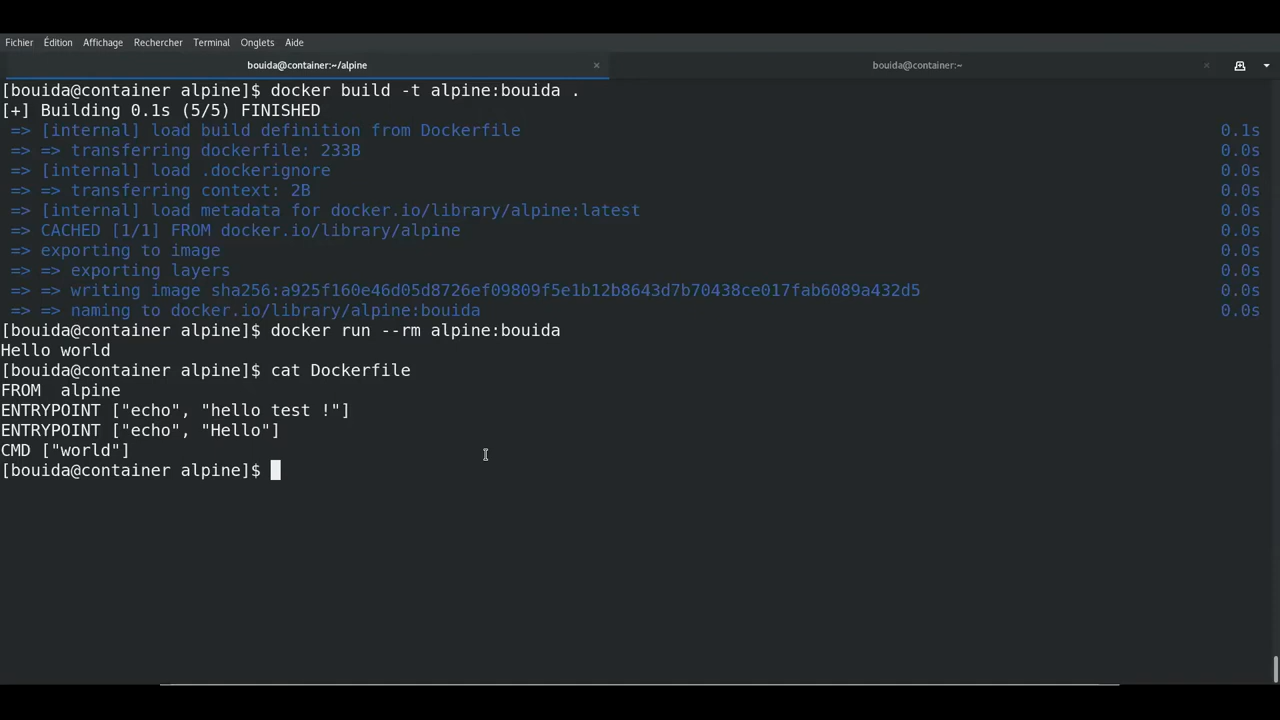 Fichier Édition Affichage Rechercher Terminal Onglets Aide
bouida@container:~/alpine × bouida@container:~ ×
[bouida@container alpine]$ docker build -t alpine:bouida .
[+] Building 0.1s (5/5) FINISHED
=> [internal] load build definition from Dockerfile 0.1s
=> => transferring dockerfile: 233B 0.0s
=> [internal] load .dockerignore 0.0s
=> => transferring context: 2B 0.0s
=> [internal] load metadata for docker.io/library/alpine:latest 0.0s
=> CACHED [1/1] FROM docker.io/library/alpine 0.0s
=> exporting to image 0.0s
=> => exporting layers 0.0s
=> => writing image sha256:a925f160e46d05d8726ef09809f5e1b12b8643d7b70438ce017fab6089a432d5 0.0s
=> => naming to docker.io/library/alpine:bouida 0.0s
[bouida@container alpine]$ docker run --rm alpine:bouida
Hello world
[bouida@container alpine]$ cat Dockerfile
FROM  alpine
ENTRYPOINT ["echo", "hello test !"]
ENTRYPOINT ["echo", "Hello"]
CMD ["world"]
[bouida@container alpine]$